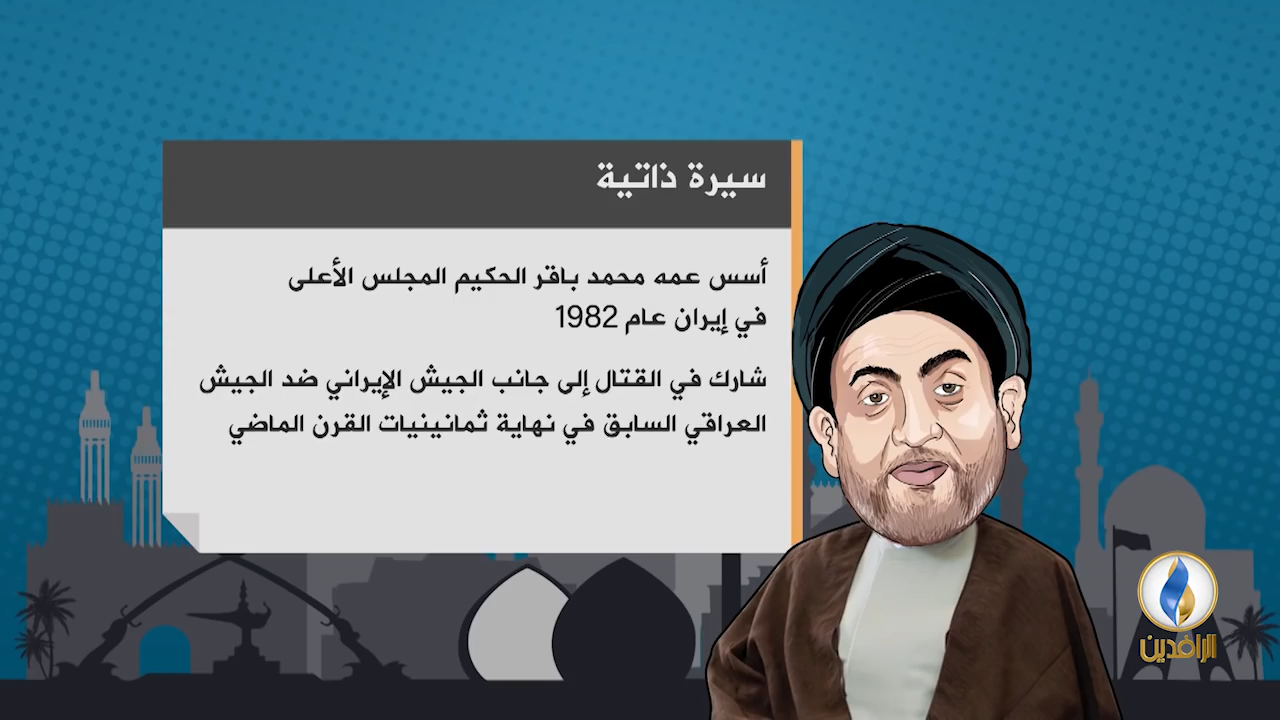 سيرة ذاتية
أسس عمه محمد باقر الحكيم المجلس الأعلى
في إيران عام 1982
شارك في القتال إلى جانب الجيش الإيراني ضد الجيش
العراقي السابق في نهاية ثمانينيات القرن الماضي
الرافدين